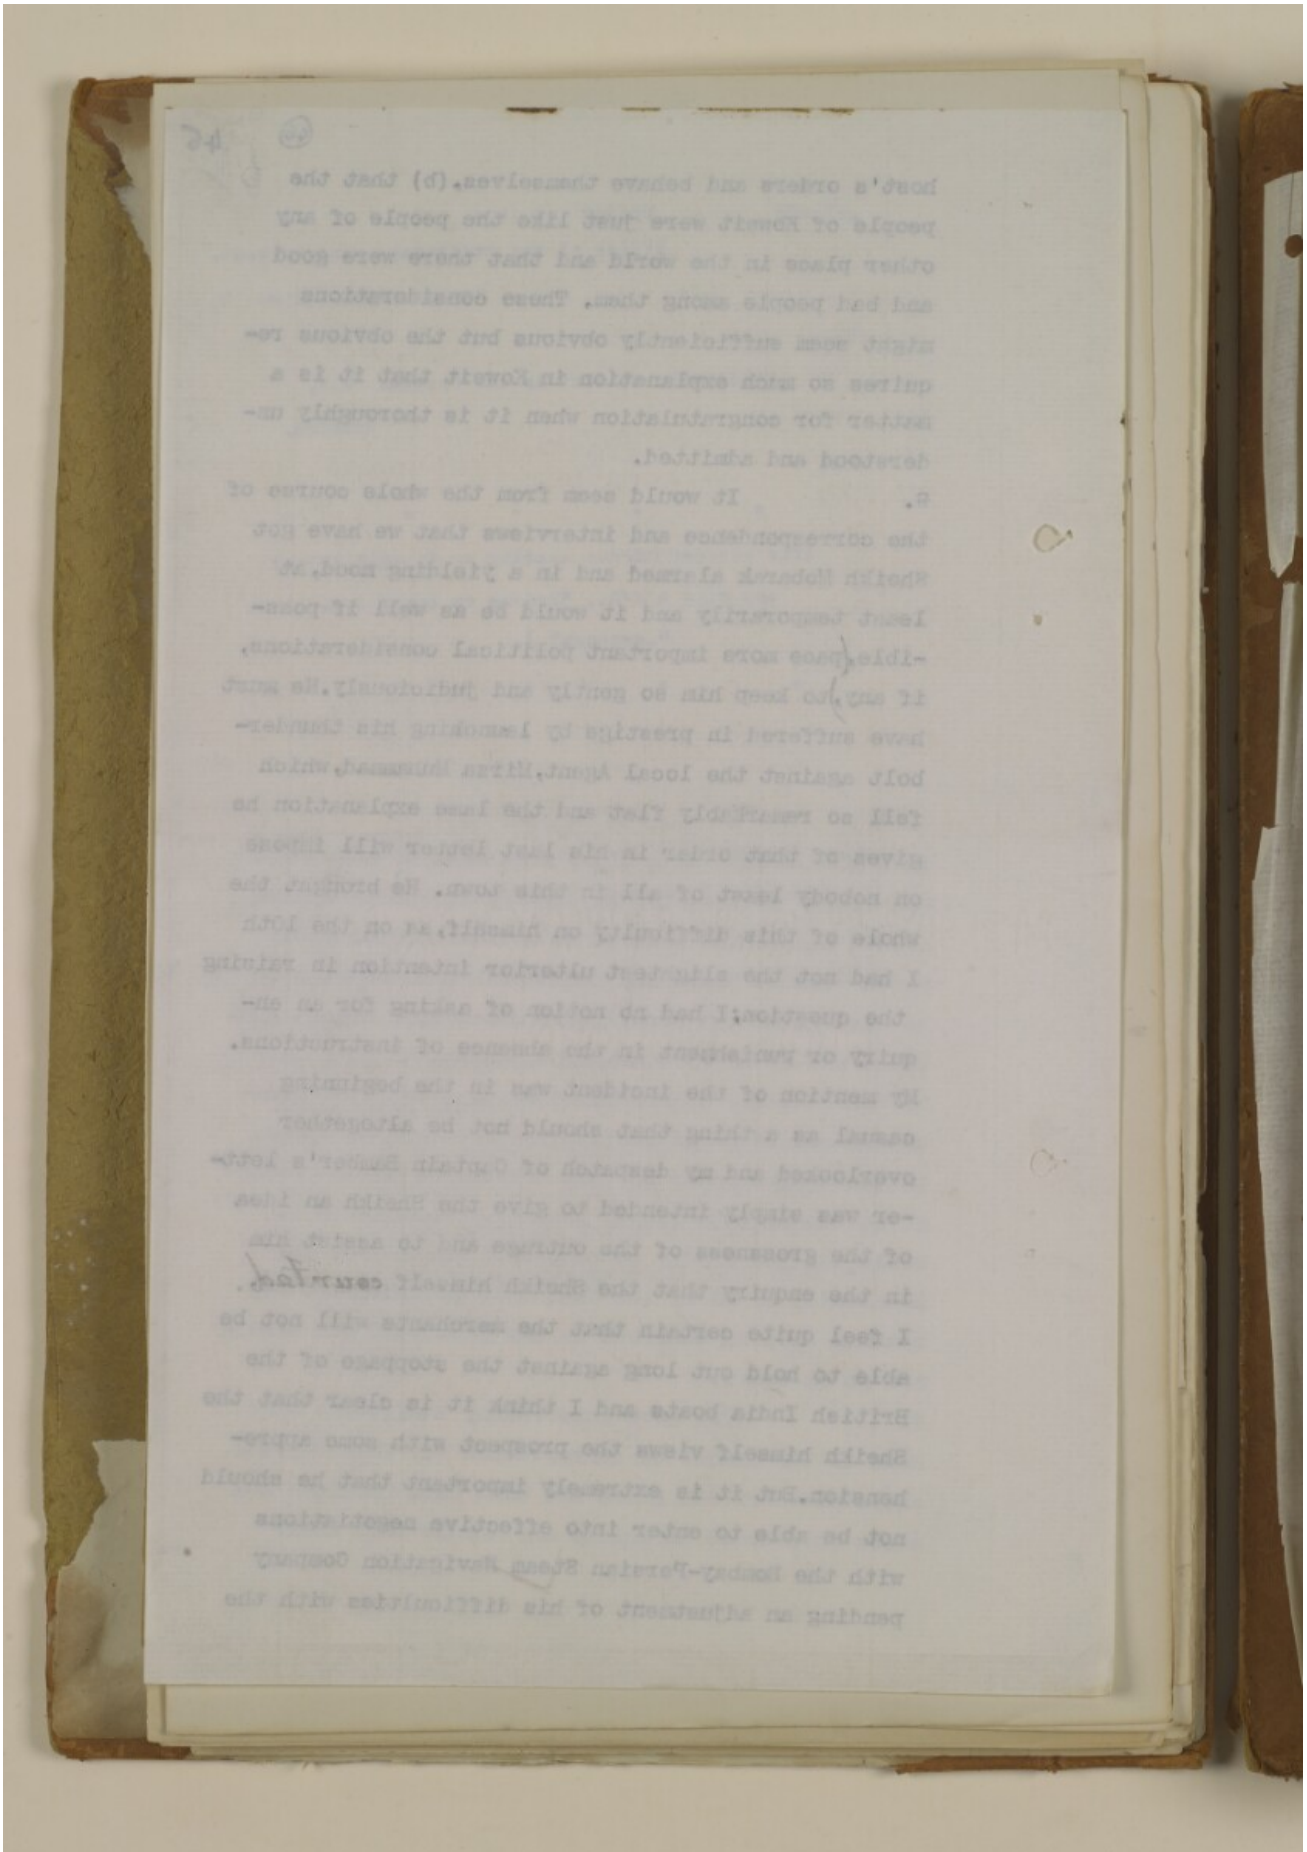 45
host's orders and behave themselves.(b) that the
people of Koweit were just like the people of any
other place in the world and that there were good
and bad people among them. These considerations
might seem sufficiently obvious but the obvious re-
quires so much explanation in Koweit that it is a
matter for congratulation when it is thoroughly un-
derstood and admitted.
It would seem from the whole course of
the correspondence and interviews that we have got
Sheikh Mobaruk alarmed and in a yielding mood,at
least temporarily and it would be as well if poss-
-ible,(pace more important political considerations,
if any,)to keep him so gently and judiciously.He must
have suffered in prestige by launching his thunder-
bolt against the local Agent,Mirza Muhammad,which
fell so remarkably flat and the lame explanation he
gives of that order in his last letter will impose
on nobody least of all in this town. He brought the
whole of this difficulty on himself,as on the 10th
I had not the slightest ulterior intention in raising
the question;I had no notion of asking for an en-
quiry or punishment in the absence of instructions.
My mention of the incident was in the beginning
casual as a thing that should not be altogether
overlooked and my despatch of Captain Bamber's lett-
-er was simply intended to give the Sheikh an idea
of the grossness of the outrage and to assist him
in the enquiry that the Sheikh himself courted.
I feel quite certain that the merchants will not be
able to hold out long against the stoppage of the
British India boats and I think it is clear that the
Sheikh himself views the prospect with some appre-
hension.But it is extremely important that he should
not be able to enter into effective negotiations
with the Bombay-Persian Steam Navigation Company
pending an adjustment of his difficulties with the